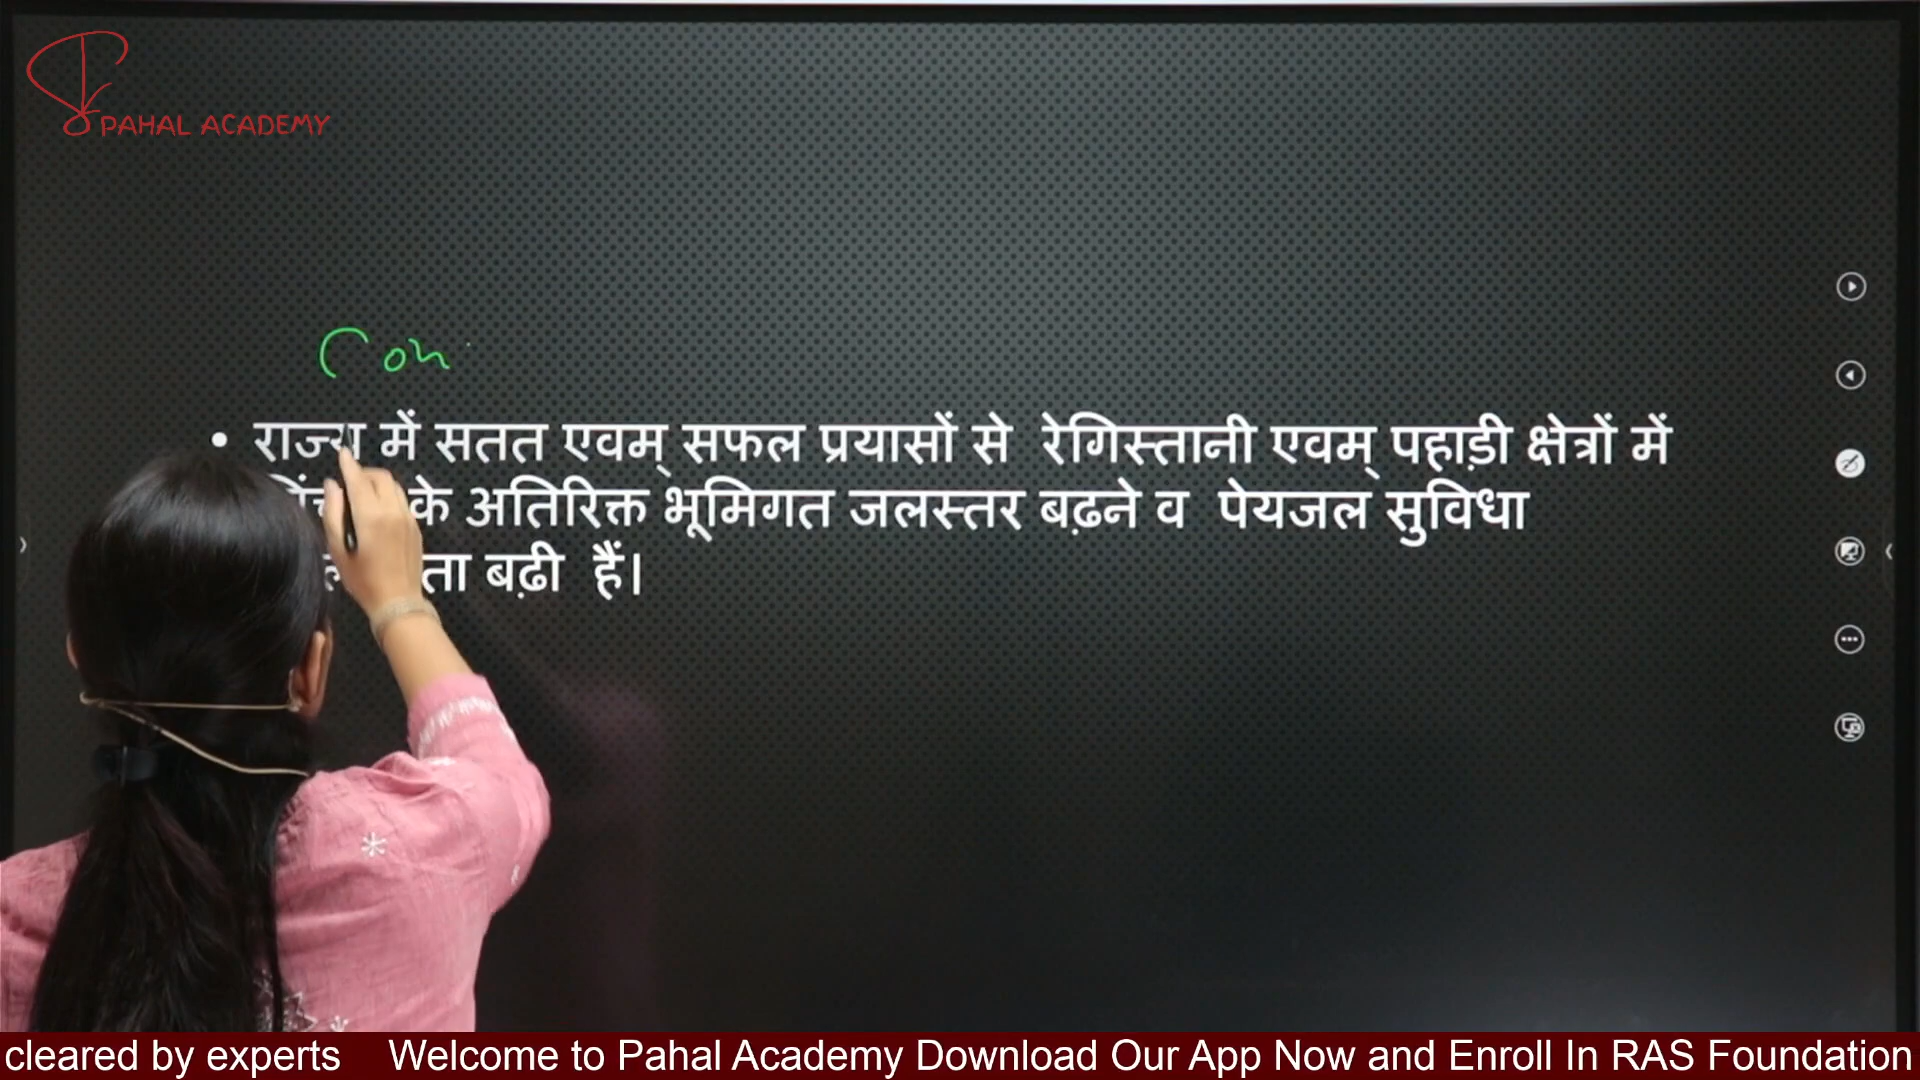 PAHAL ACADEMY
Con
• राज्य में सतत एवम् सफल प्रयासों से रेगिस्तानी एवम् पहाड़ी क्षेत्रों में
के अतिरिक्त भूमिगत जलस्तर बढ़ने व पेयजल सुविधा
बढ़ी हैं।
cleared by experts Welcome to Pahal Academy Download Our App Now and Enroll In RAS Foundation